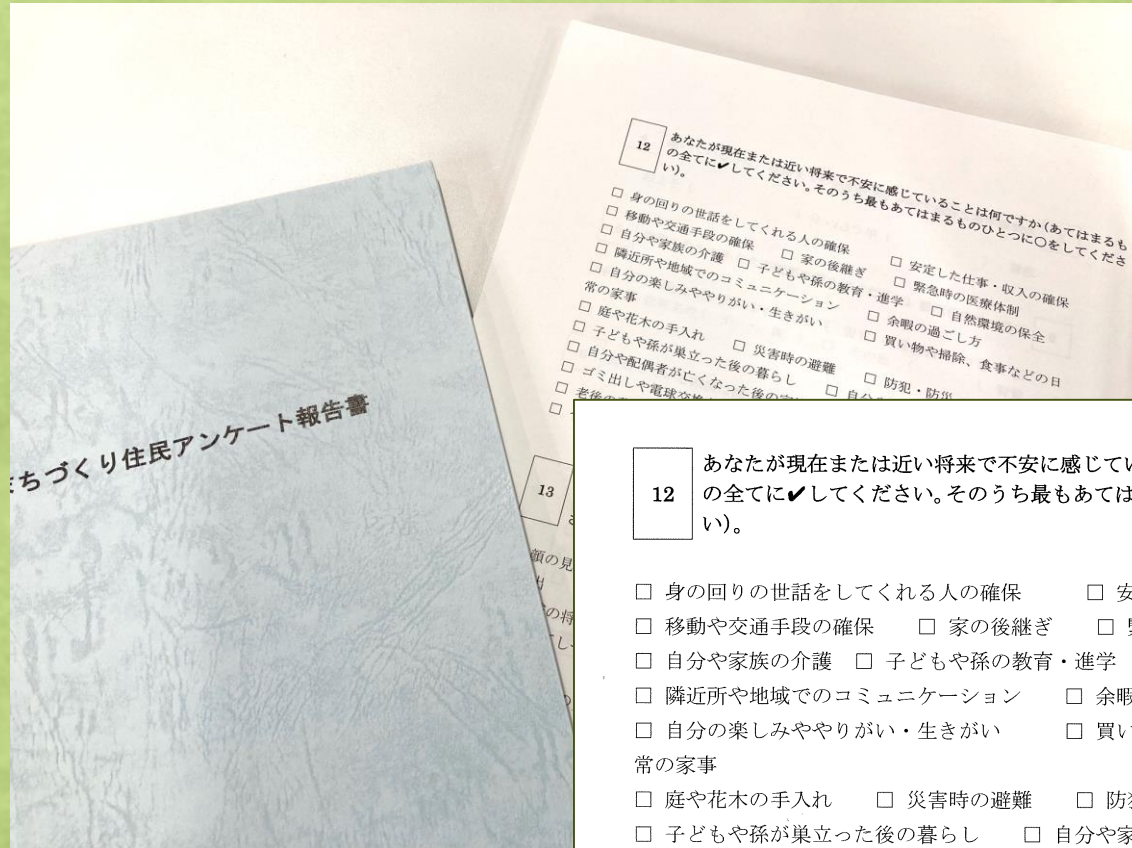 まちづくり住民アンケート報告書
12
あなたが現在または近い将来で不安に感じていることは何ですか(あてはまるも
の全てに✔してください。そのうち最もあてはまるものひとつに○をしてくださ
い)。
□ 身の回りの世話をしてくれる人の確保 □ 安定した仕事・収入の確保
□ 移動や交通手段の確保 □ 家の後継ぎ □ 緊急時の医療体制
□ 自分や家族の介護 □ 子どもや孫の教育・進学 □ 自然環境の保全
□ 隣近所や地域でのコミュニケーション □ 余暇の過ごし方
□ 自分の楽しみややりがい・生きがい □ 買い物や掃除、食事などの日
常の家事
□ 庭や花木の手入れ □ 災害時の避難 □ 防犯・防災
□ 子どもや孫が巣立った後の暮らし □ 自分
□ 自分や配偶者が亡くなった後の
□ ゴミ出しや電球交換
□ 老後の
13
顔の見
出
の将
12
あなたが現在または近い将来で不安に感じてい
の全てに✔してください。そのうち最もあては
い)。
□ 身の回りの世話をしてくれる人の確保 □ 安
□ 移動や交通手段の確保 □ 家の後継ぎ □
□ 自分や家族の介護 □ 子どもや孫の教育・進学
□ 隣近所や地域でのコミュニケーション □ 余暇
□ 自分の楽しみややりがい・生きがい □ 買い
常の家事
□ 庭や花木の手入れ □ 災害時の避難 □ 防犯
□ 子どもや孫が巣立った後の暮らし □ 自分や家